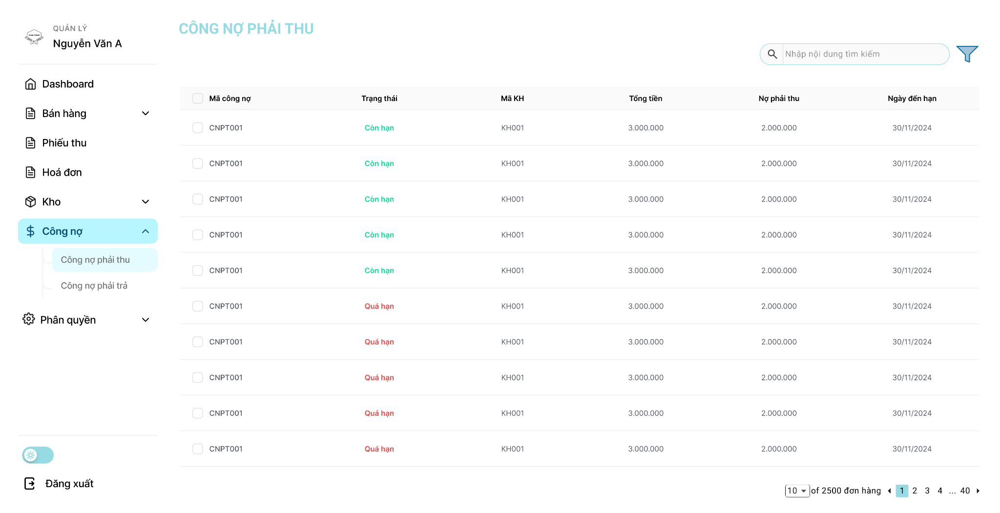 QUẢN LÝ
Nguyễn Văn A
Dashboard
Bán hàng
Phiếu thu
Hoá đơn
Kho
Công nợ
Công nợ phải thu
Công nợ phải trả
Phân quyền
Đăng xuất
CÔNG NỢ PHẢI THU
Nhập nội dung tìm kiếm
Mã công nợ Trạng thái Mã KH Tổng tiền Nợ phải thu Ngày đến hạn
CNPT001 Còn hạn KH001 3.000.000 2.000.000 30/11/2024
CNPT001 Còn hạn KH001 3.000.000 2.000.000 30/11/2024
CNPT001 Còn hạn KH001 3.000.000 2.000.000 30/11/2024
CNPT001 Còn hạn KH001 3.000.000 2.000.000 30/11/2024
CNPT001 Còn hạn KH001 3.000.000 2.000.000 30/11/2024
CNPT001 Quá hạn KH001 3.000.000 2.000.000 30/11/2024
CNPT001 Quá hạn KH001 3.000.000 2.000.000 30/11/2024
CNPT001 Quá hạn KH001 3.000.000 2.000.000 30/11/2024
CNPT001 Quá hạn KH001 3.000.000 2.000.000 30/11/2024
CNPT001 Quá hạn KH001 3.000.000 2.000.000 30/11/2024
10 of 2500 đơn hàng 1 2 3 4 ... 40